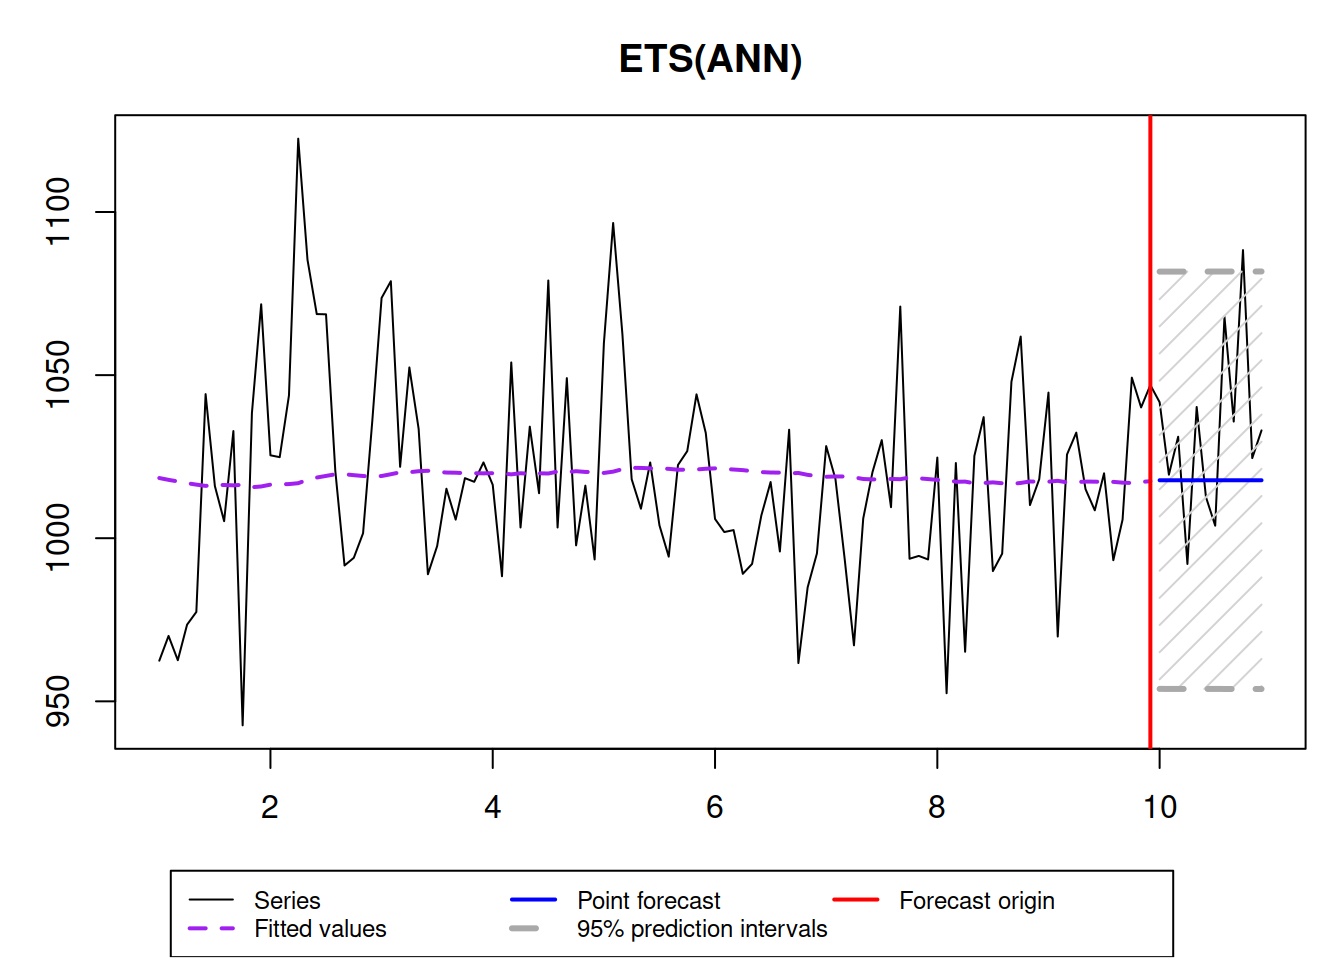 ETS(ANN)
1100
1050
1000
950
2 4 6 8 10
Series Point forecast Forecast origin
Fitted values 95% prediction intervals